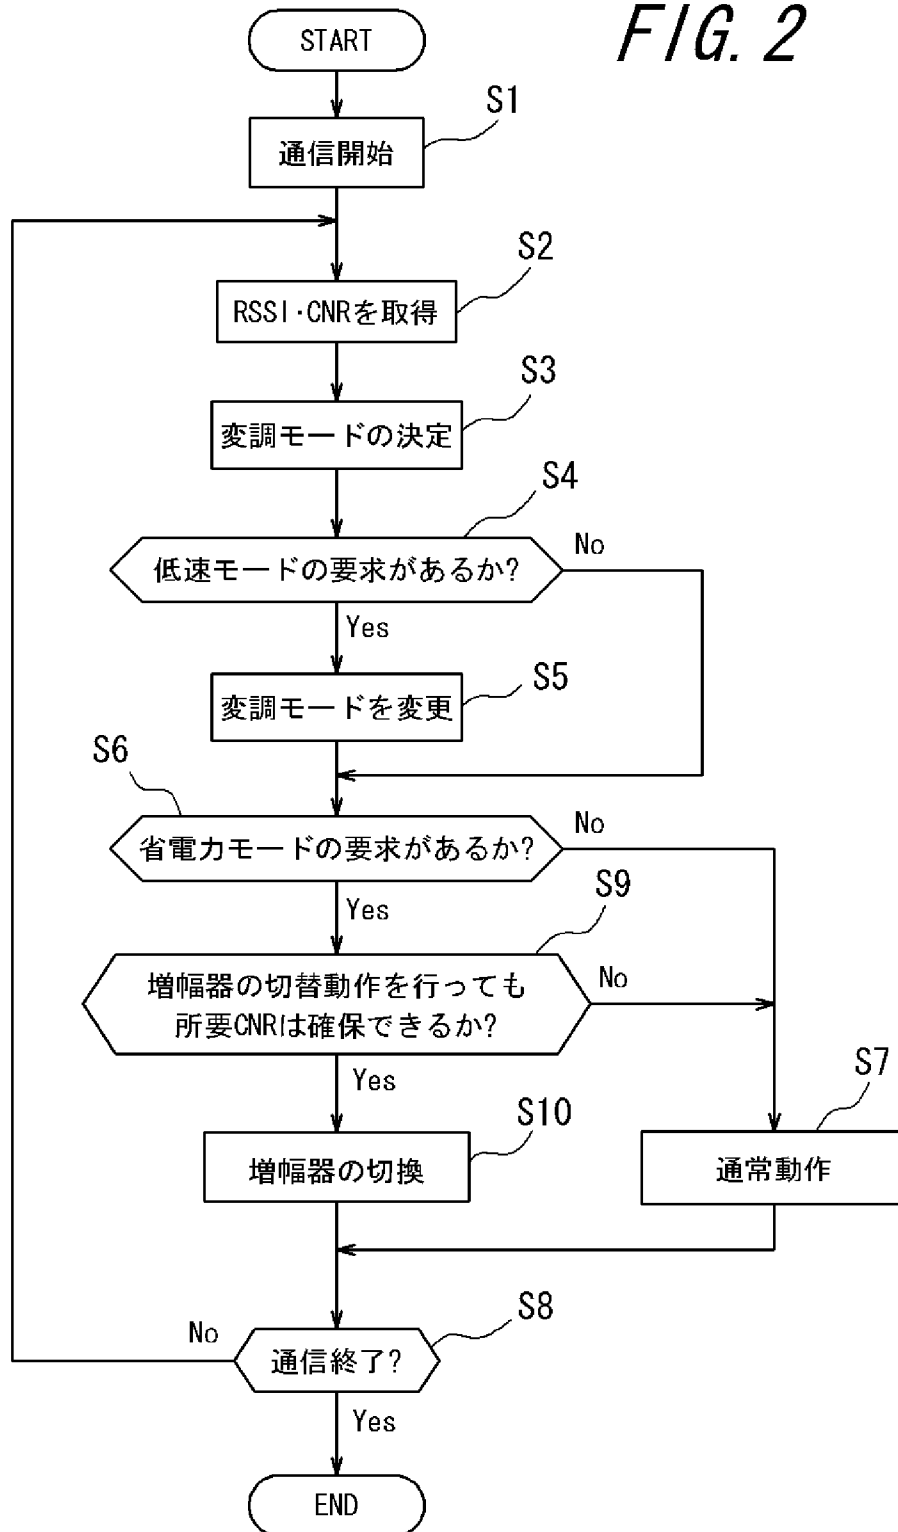 FIG. 2
START
S1
通信開始
S2
RSSI・CNRを取得
S3
変調モードの決定
S4
低速モードの要求があるか?
No
Yes
S5
変調モードを変更
S6
省電力モードの要求があるか?
No
Yes
S9
増幅器の切替動作を行っても
所要CNRは確保できるか?
No
Yes
S7
通常動作
S10
増幅器の切換
S8
通信終了?
No
Yes
END